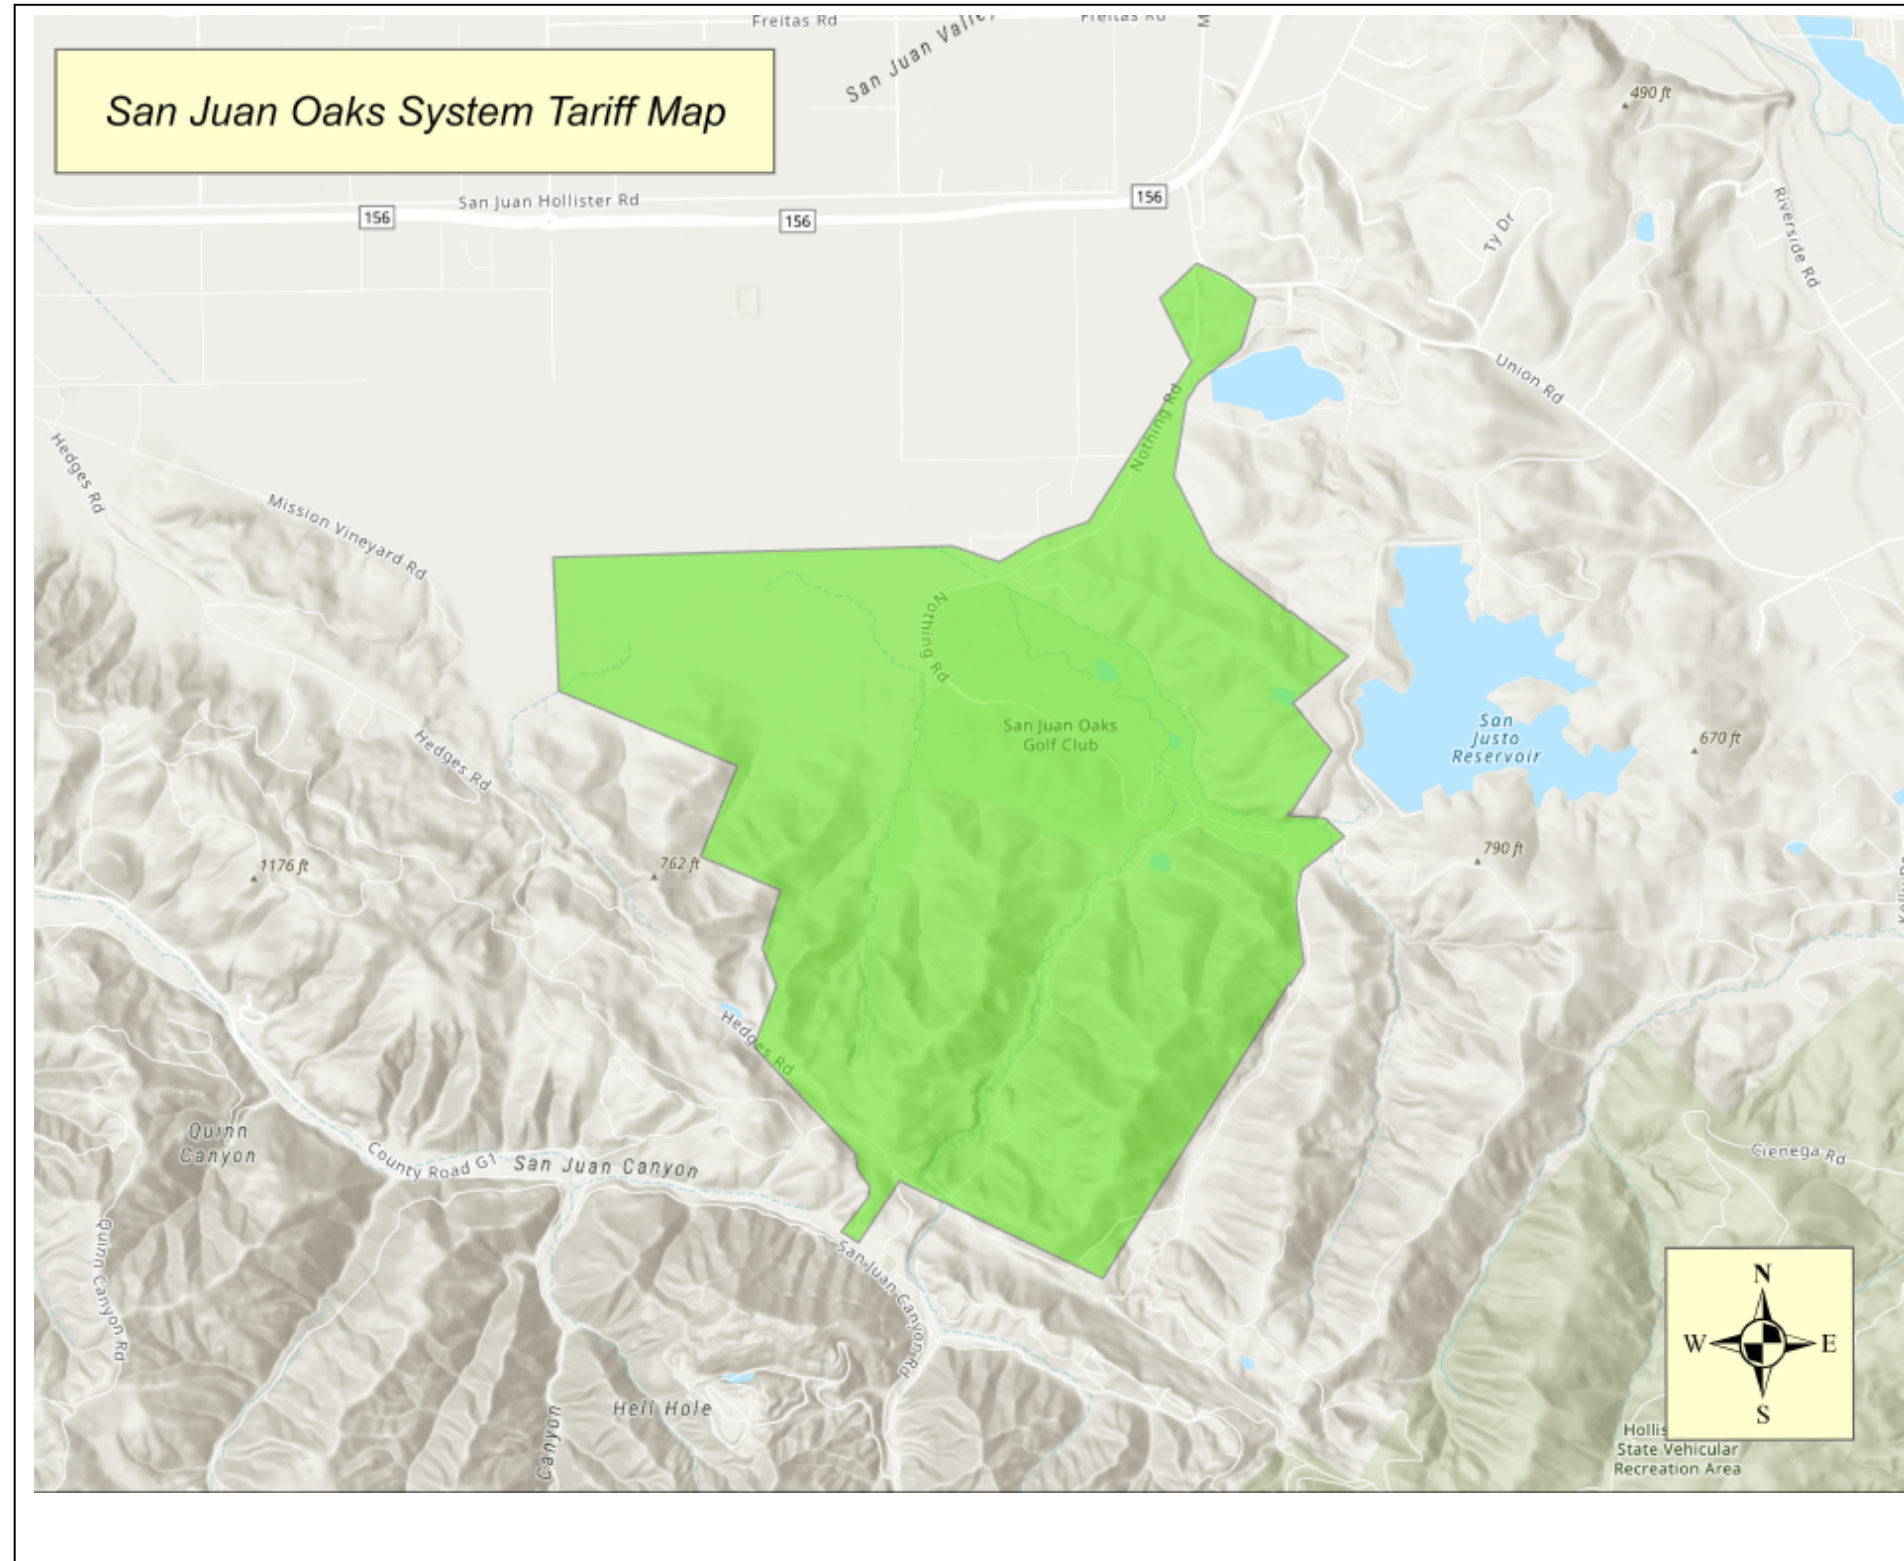 Freitas Rd
San Juan Valley
Freitas Rd
M
San Juan Oaks System Tariff Map
490 ft
San Juan Hollister Rd
156
156
156
Riverside Rd
Ty Dr
Union Rd
Nothing Rd
Hedges Rd
Mission Vineyard Rd
Nothing Rd
San Juan Oaks
Golf Club
San
Justo
Reservoir
670 ft
Hedges Rd
790 ft
762 ft
1176 ft
Hedges Rd
Quinn
Canyon
County Road G1
San Juan Canyon
Cienega Rd
Quinn Canyon Rd
San Juan Canyon Rd
N
W
E
S
Hell Hole
Canyon
Hollis
State Vehicular
Recreation Area